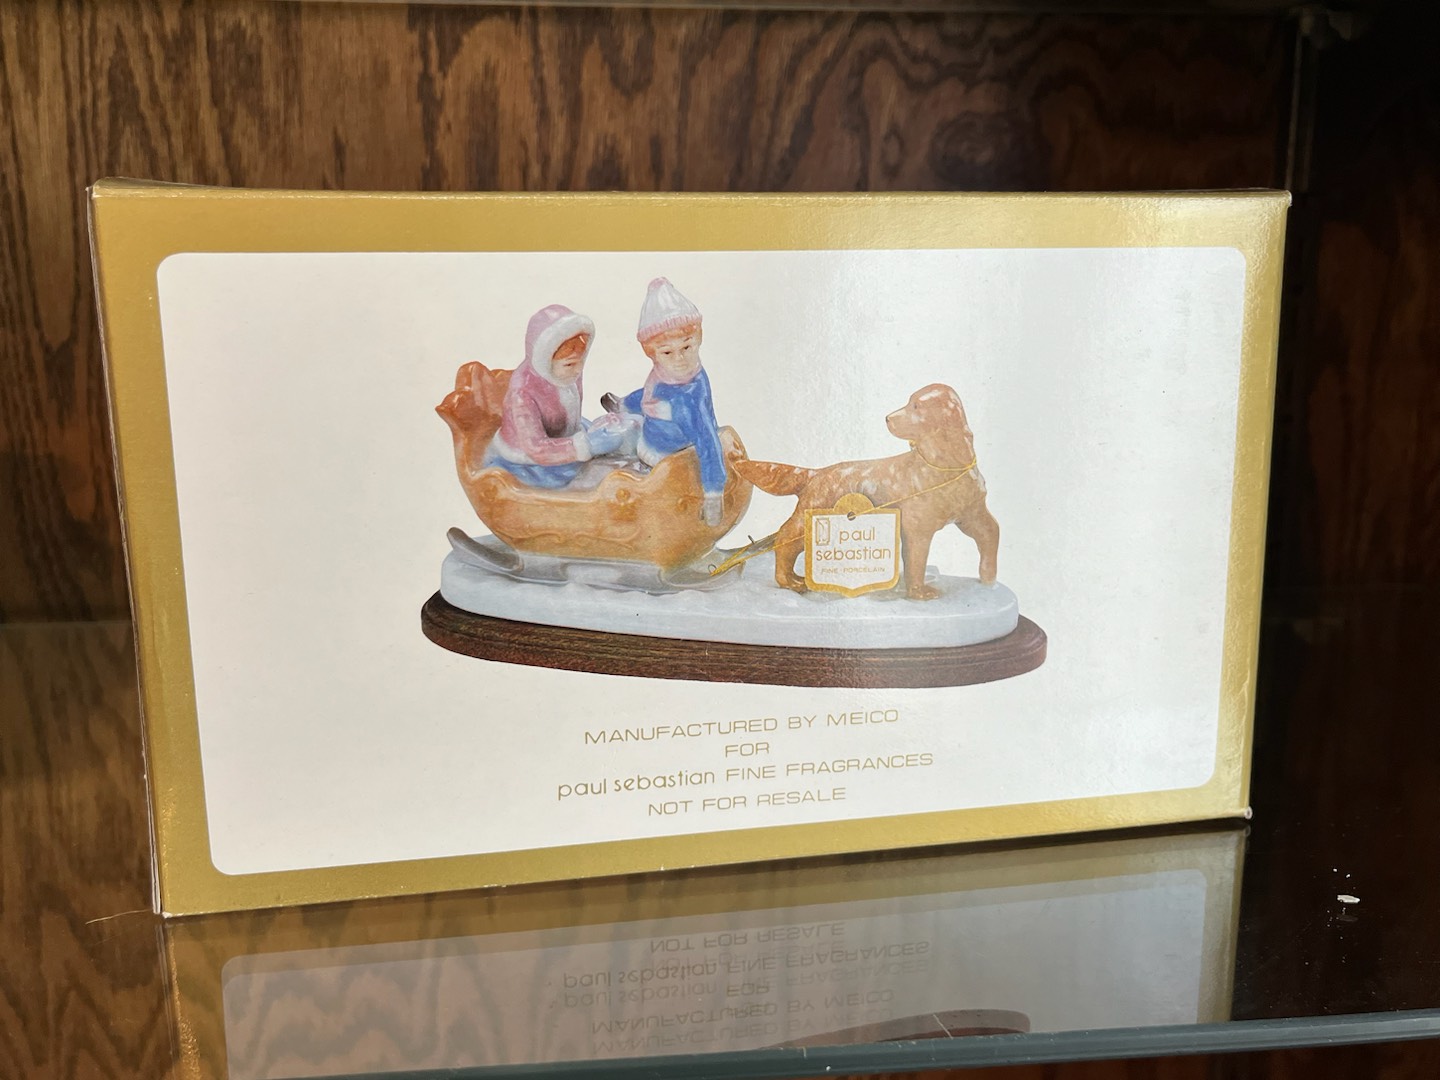 paul
sebastian
FINE PORCELAIN
MANUFACTURED BY MEICO
FOR
paul sebastian FINE FRAGRANCES
NOT FOR RESALE